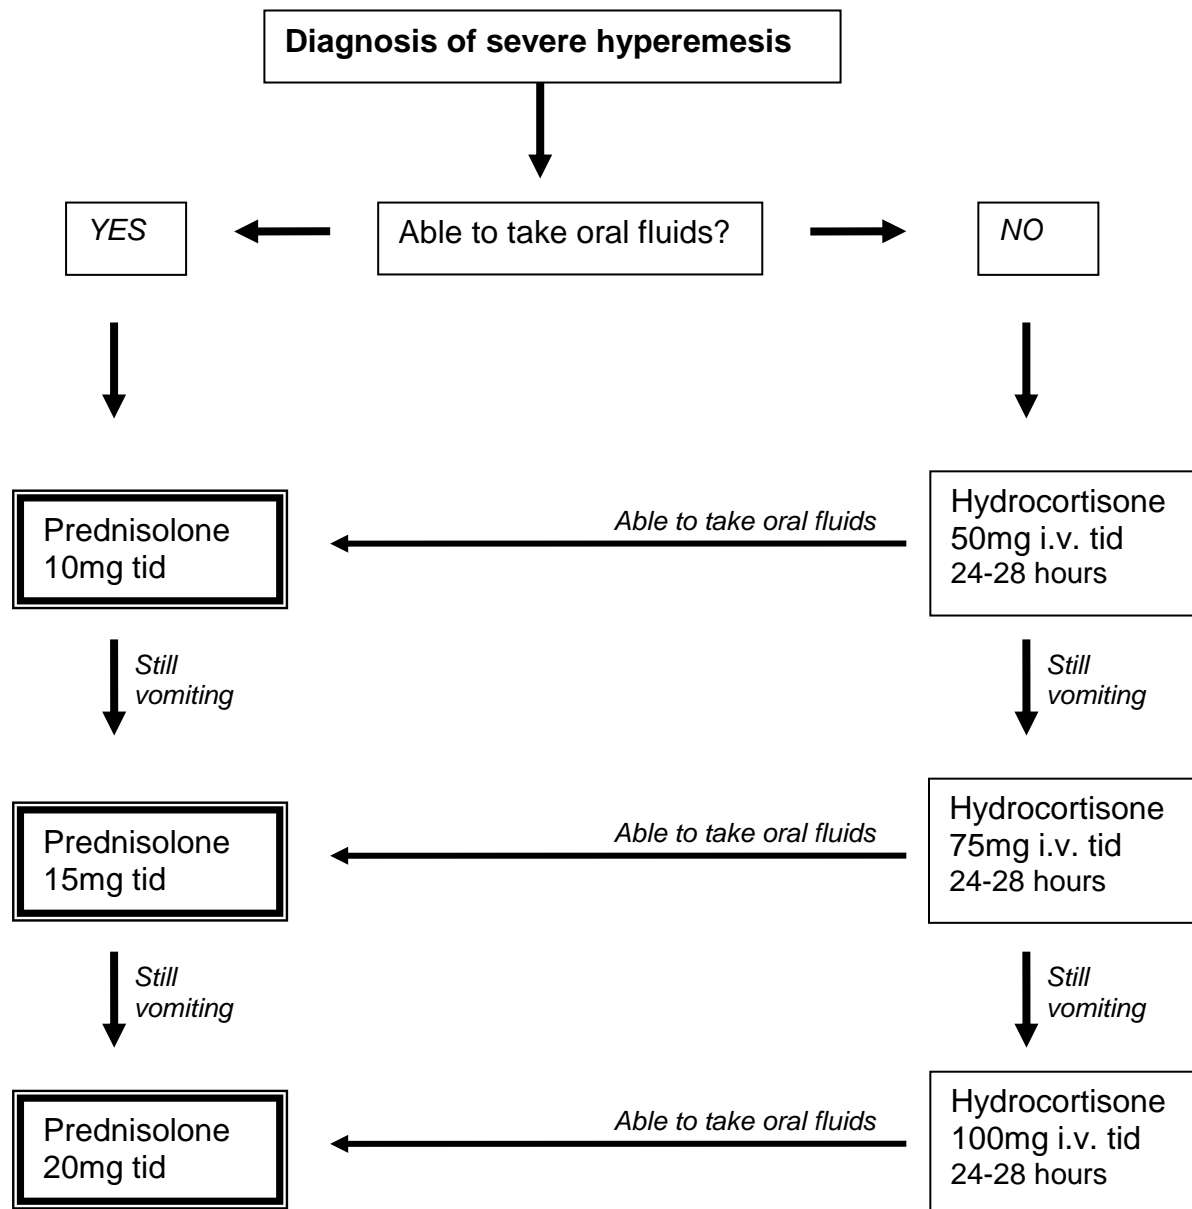 Diagnosis of severe hyperemesis
YES
Able to take oral fluids?
NO
Prednisolone
10mg tid
Able to take oral fluids
Hydrocortisone
50mg i.v. tid
24-28 hours
Still
vomiting
Still
vomiting
Prednisolone
15mg tid
Able to take oral fluids
Hydrocortisone
75mg i.v. tid
24-28 hours
Still
vomiting
Still
vomiting
Prednisolone
20mg tid
Able to take oral fluids
Hydrocortisone
100mg i.v. tid
24-28 hours